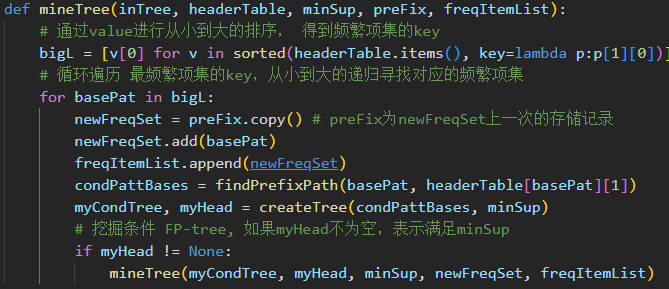 def mineTree(inTree, headerTable, minSup, preFix, freqItemList):
    # 通过value进行从小到大的排序， 得到频繁项集的key
    bigL = [v[0] for v in sorted(headerTable.items(), key=lambda p:p[1][0])]
    # 循环遍历 最频繁项集的key，从小到大的递归寻找对应的频繁项集
    for basePat in bigL:
        newFreqSet = preFix.copy() # preFix为newFreqSet上一次的存储记录
        newFreqSet.add(basePat)
        freqItemList.append(newFreqSet)
        condPattBases = findPrefixPath(basePat, headerTable[basePat][1])
        myCondTree, myHead = createTree(condPattBases, minSup)
        # 挖掘条件 FP-tree, 如果myHead不为空，表示满足minSup
        if myHead != None:
            mineTree(myCondTree, myHead, minSup, newFreqSet, freqItemList)